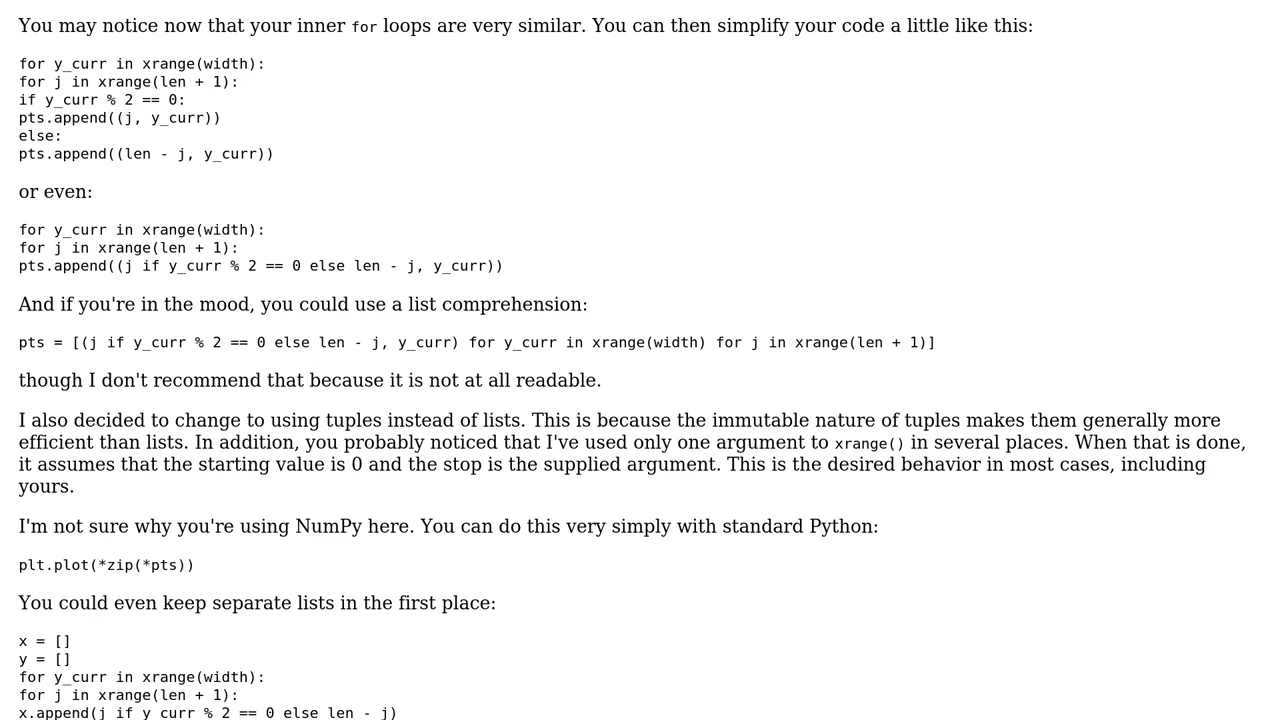 You may notice now that your inner for loops are very similar. You can then simplify your code a little like this:
for y_curr in xrange(width):
for j in xrange(len + 1):
if y_curr % 2 == 0:
pts.append((j, y_curr))
else:
pts.append((len - j, y_curr))
or even:
for y_curr in xrange(width):
for j in xrange(len + 1):
pts.append((j if y_curr % 2 == 0 else len - j, y_curr))
And if you're in the mood, you could use a list comprehension:
pts = [(j if y_curr % 2 == 0 else len - j, y_curr) for y_curr in xrange(width) for j in xrange(len + 1)]
though I don't recommend that because it is not at all readable.
I also decided to change to using tuples instead of lists. This is because the immutable nature of tuples makes them generally more
efficient than lists. In addition, you probably noticed that I've used only one argument to xrange() in several places. When that is done,
it assumes that the starting value is 0 and the stop is the supplied argument. This is the desired behavior in most cases, including
yours.
I'm not sure why you're using NumPy here. You can do this very simply with standard Python:
plt.plot(*zip(*pts))
You could even keep separate lists in the first place:
x = []
y = []
for y_curr in xrange(width):
for j in xrange(len + 1):
x.append(j if y_curr % 2 == 0 else len - j)